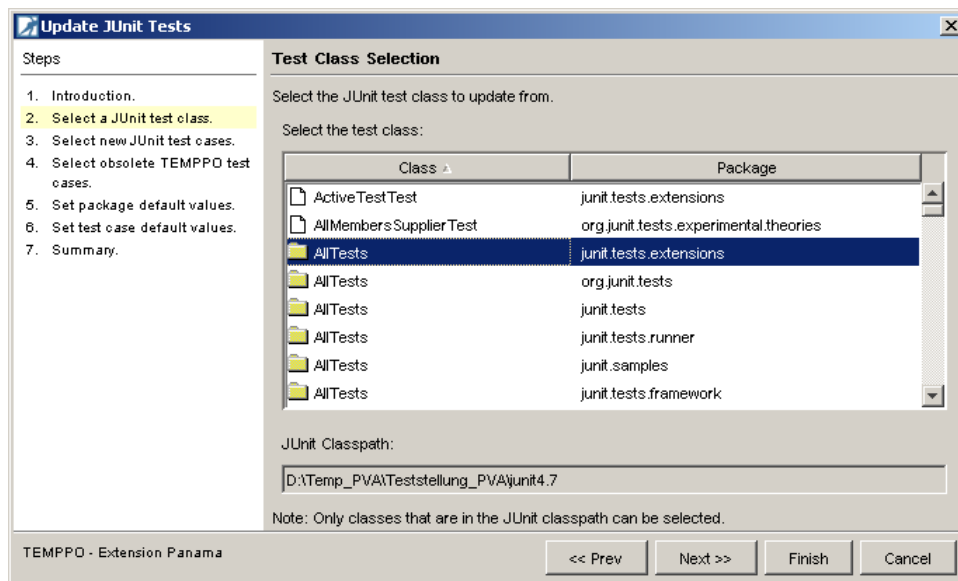 Update JUnit Tests
Steps
1. Introduction.
2. Select a JUnit test class.
3. Select new JUnit test cases.
4. Select obsolete TEMPPO test
cases.
5. Set package default values.
6. Set test case default values.
7. Summary.
Test Class Selection
Select the JUnit test class to update from.
Select the test class:
Class Package
ActiveTestTest junit.tests.extensions
AllMembersSupplierTest org.junit.tests.experimental.theories
AllTests junit.tests.extensions
AllTests org.junit.tests
AllTests junit.tests
AllTests junit.tests.runner
AllTests junit.samples
AllTests junit.tests.framework
JUnit Classpath:
D:\Temp_PVA\Teststellung_PVA\junit4.7
Note: Only classes that are in the JUnit classpath can be selected.
TEMPPO - Extension Panama
<< Prev Next >> Finish Cancel